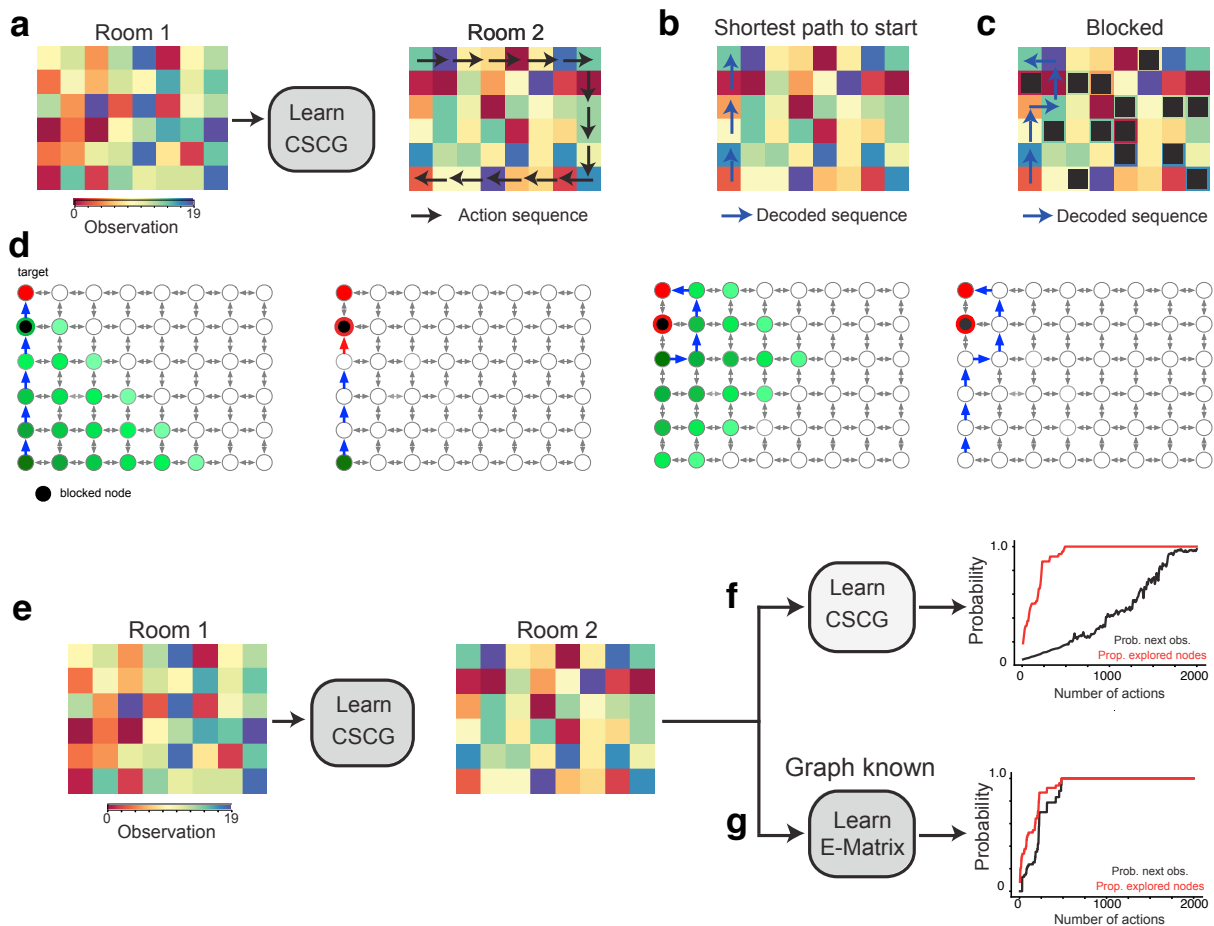 a
Room 1
Learn
CSCG
Room 2
0
19
Observation
Action sequence
b
Shortest path to start
Decoded sequence
c
Blocked
Decoded sequence
d
target
blocked node
e
Room 1
Learn
CSCG
Room 2
0
19
Observation
f
Learn
CSCG
Probability
1.0
0
Prob. next obs.
Prop. explored nodes
0
1000
2000
Number of actions
Graph known
g
Learn
E-Matrix
Probability
1.0
0
Prob. next obs.
Prop. explored nodes
0
1000
2000
Number of actions